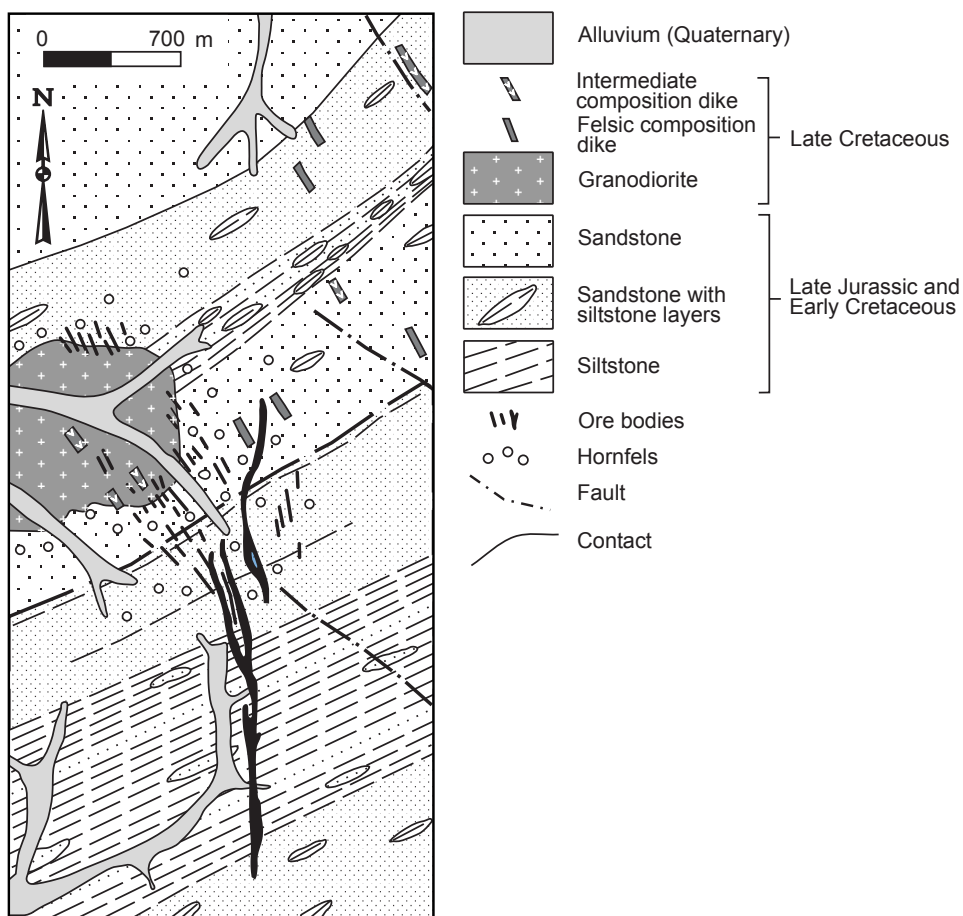 0 700 m
N
Alluvium (Quaternary)
Intermediate
composition dike
Felsic composition
dike
Granodiorite
Late Cretaceous
Sandstone
Sandstone with
siltstone layers
Late Jurassic and
Early Cretaceous
Siltstone
Ore bodies
Hornfels
Fault
Contact